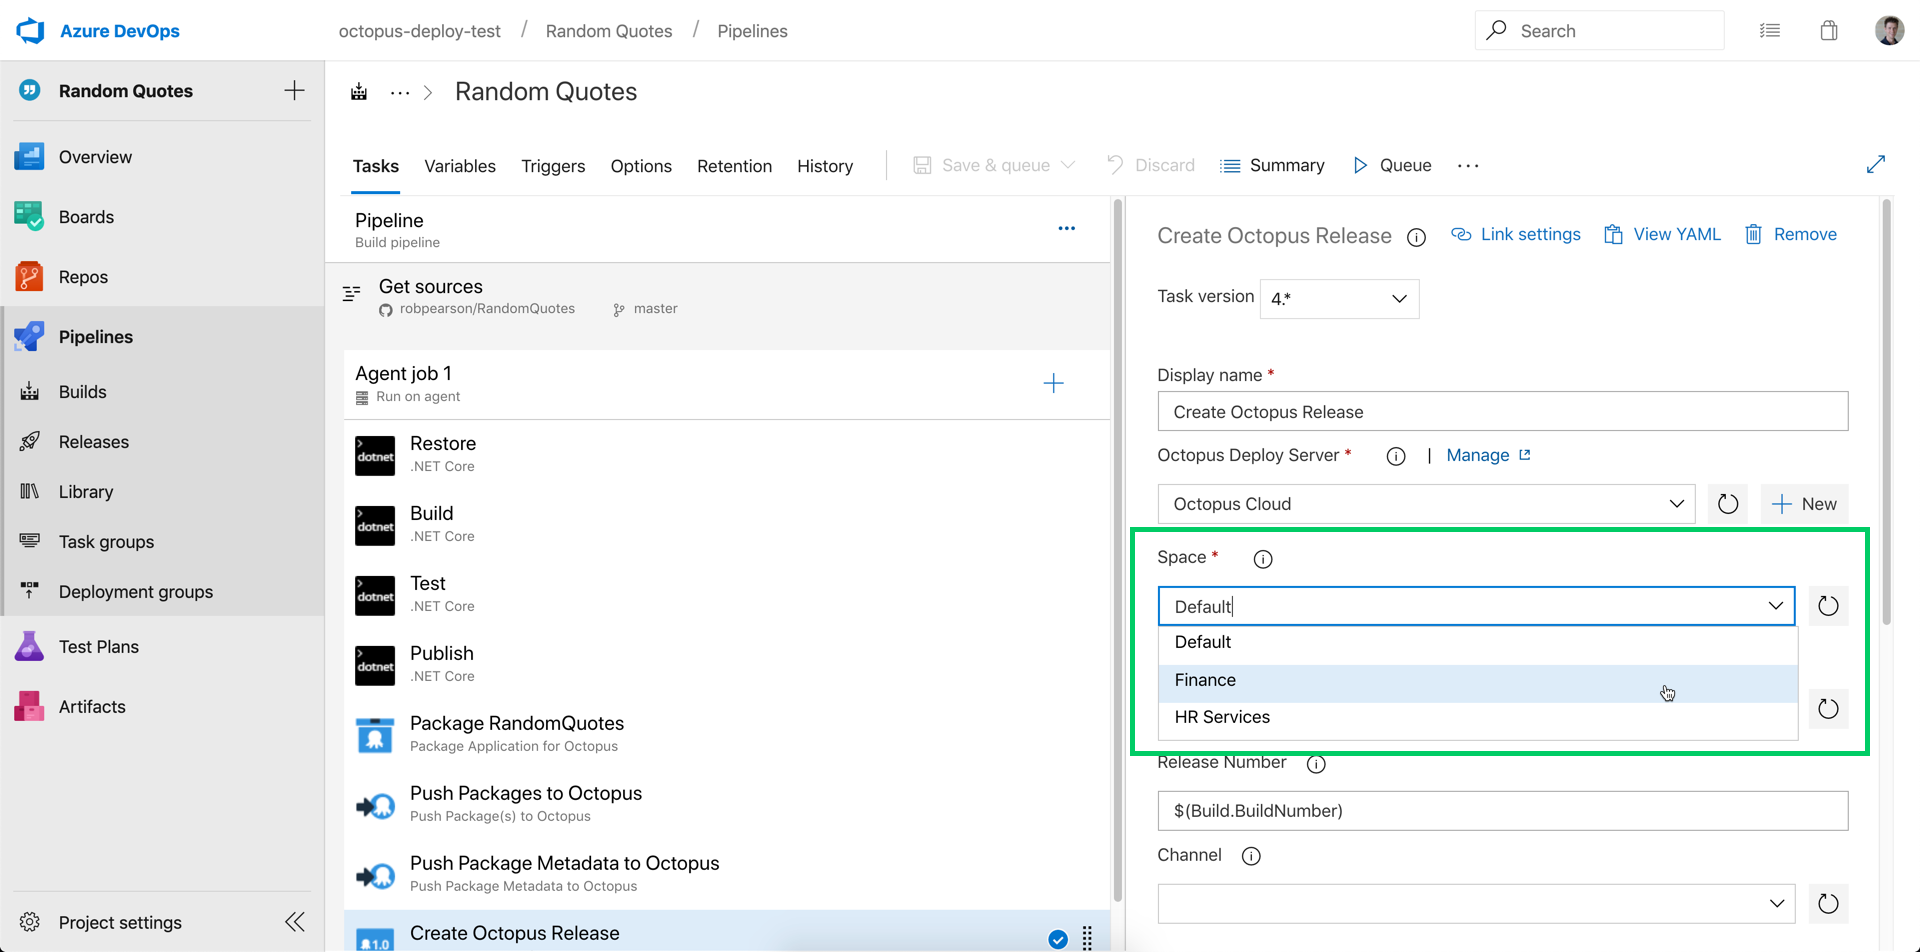 Azure DevOps
octopus-deploy-test / Random Quotes / Pipelines
Search
Random Quotes
Overview
Boards
Repos
Pipelines
Builds
Releases
Library
Task groups
Deployment groups
Test Plans
Artifacts
Project settings
··· > Random Quotes
Tasks Variables Triggers Options Retention History
Save & queue Discard Summary Queue ···
Pipeline
Build pipeline
Get sources
robpearson/RandomQuotes master
Agent job 1
Run on agent
dotnet
Restore
.NET Core
dotnet
Build
.NET Core
dotnet
Test
.NET Core
dotnet
Publish
.NET Core
Package RandomQuotes
Package Application for Octopus
Push Packages to Octopus
Push Package(s) to Octopus
Push Package Metadata to Octopus
Push Package Metadata to Octopus
1.0
Create Octopus Release
Create Octopus Release Link settings View YAML Remove
Task version 4.*
Display name *
Create Octopus Release
Octopus Deploy Server * | Manage
Octopus Cloud
New
Space *
Default
Default
Finance
HR Services
Release Number
$(Build.BuildNumber)
Channel